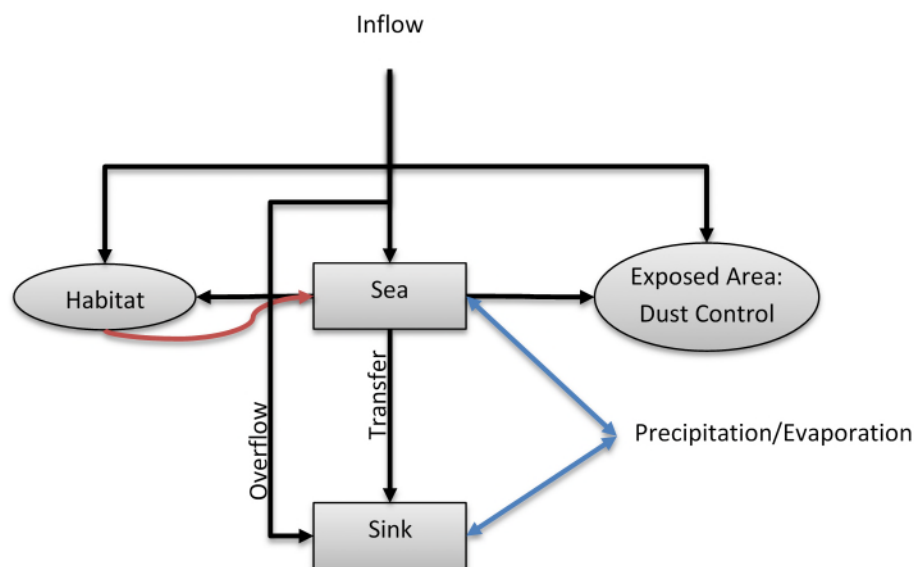 Inflow
Habitat
Sea
Exposed Area:
Dust Control
Overflow
Transfer
Precipitation/Evaporation
Sink